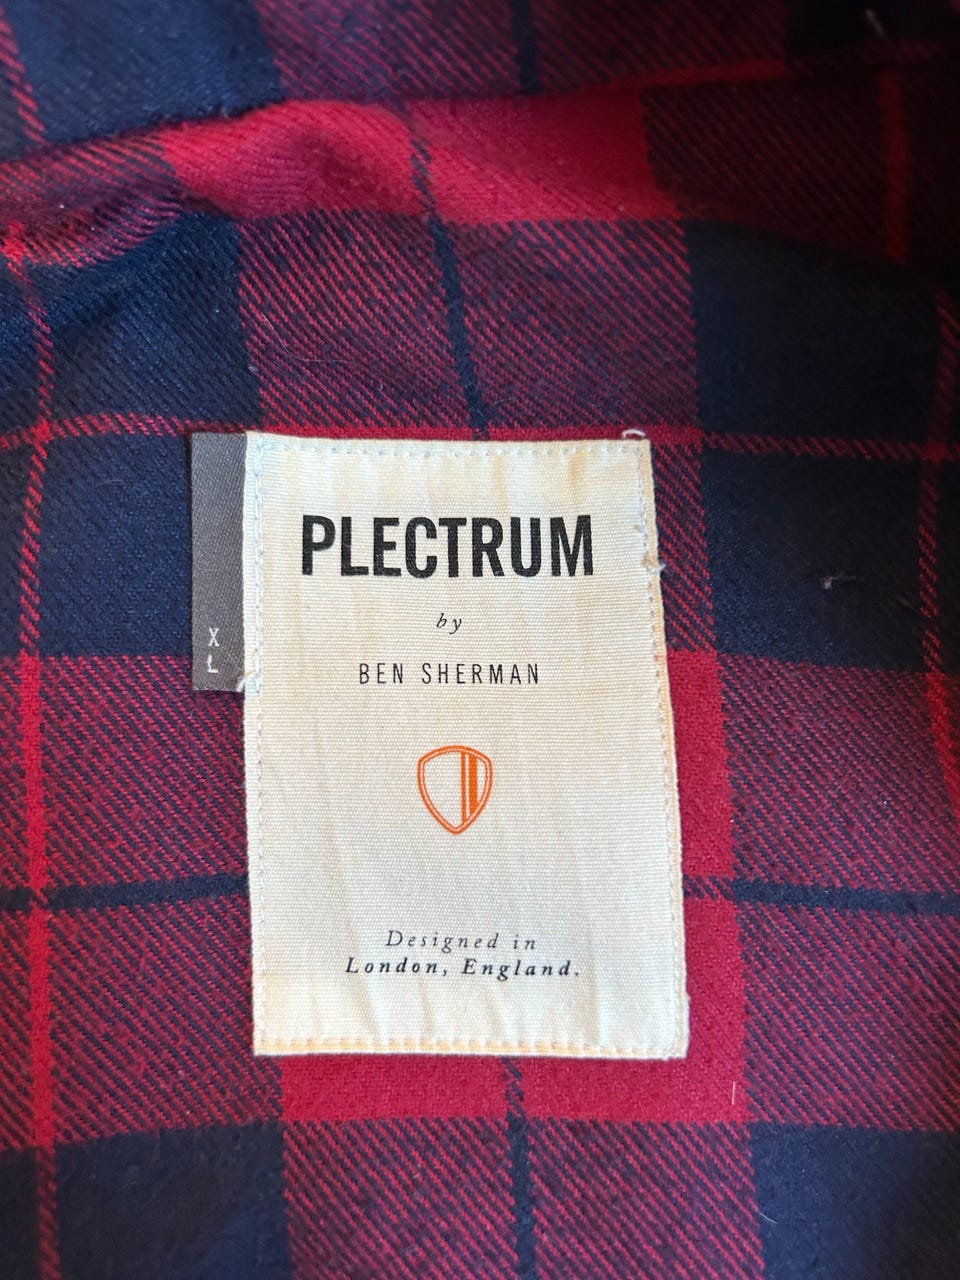 PLECTRUM
by
BEN SHERMAN
Designed in
London, England.
XL